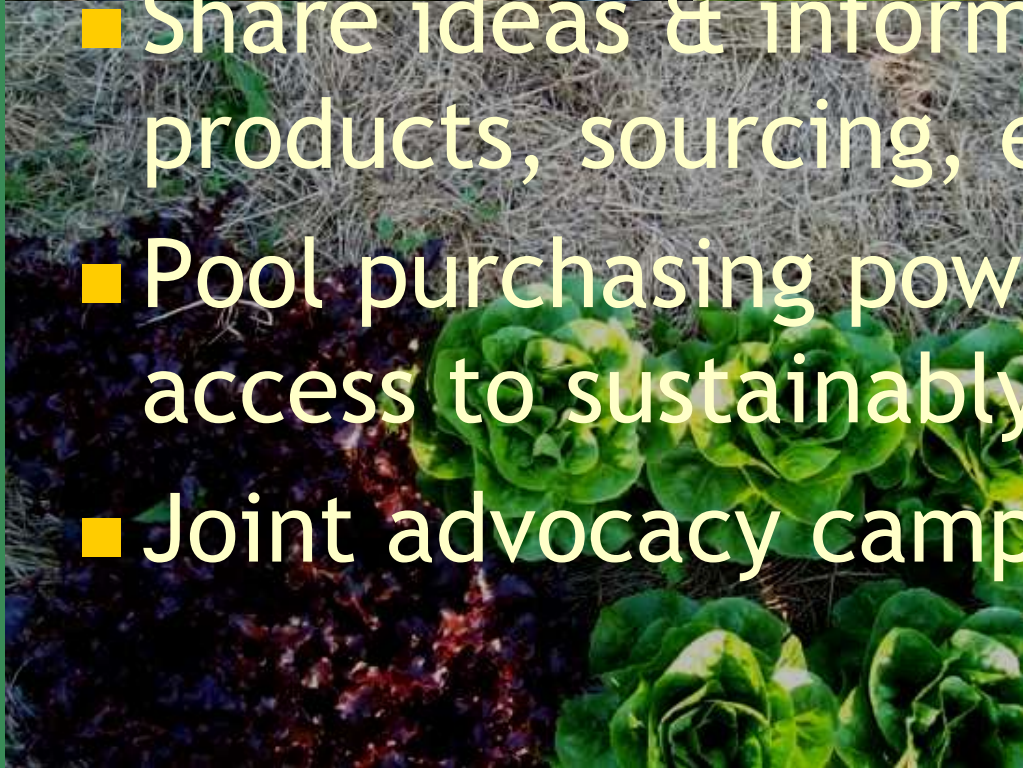 Share ideas & inform
products, sourcing, e
Pool purchasing pow
access to sustainably
Joint advocacy camp